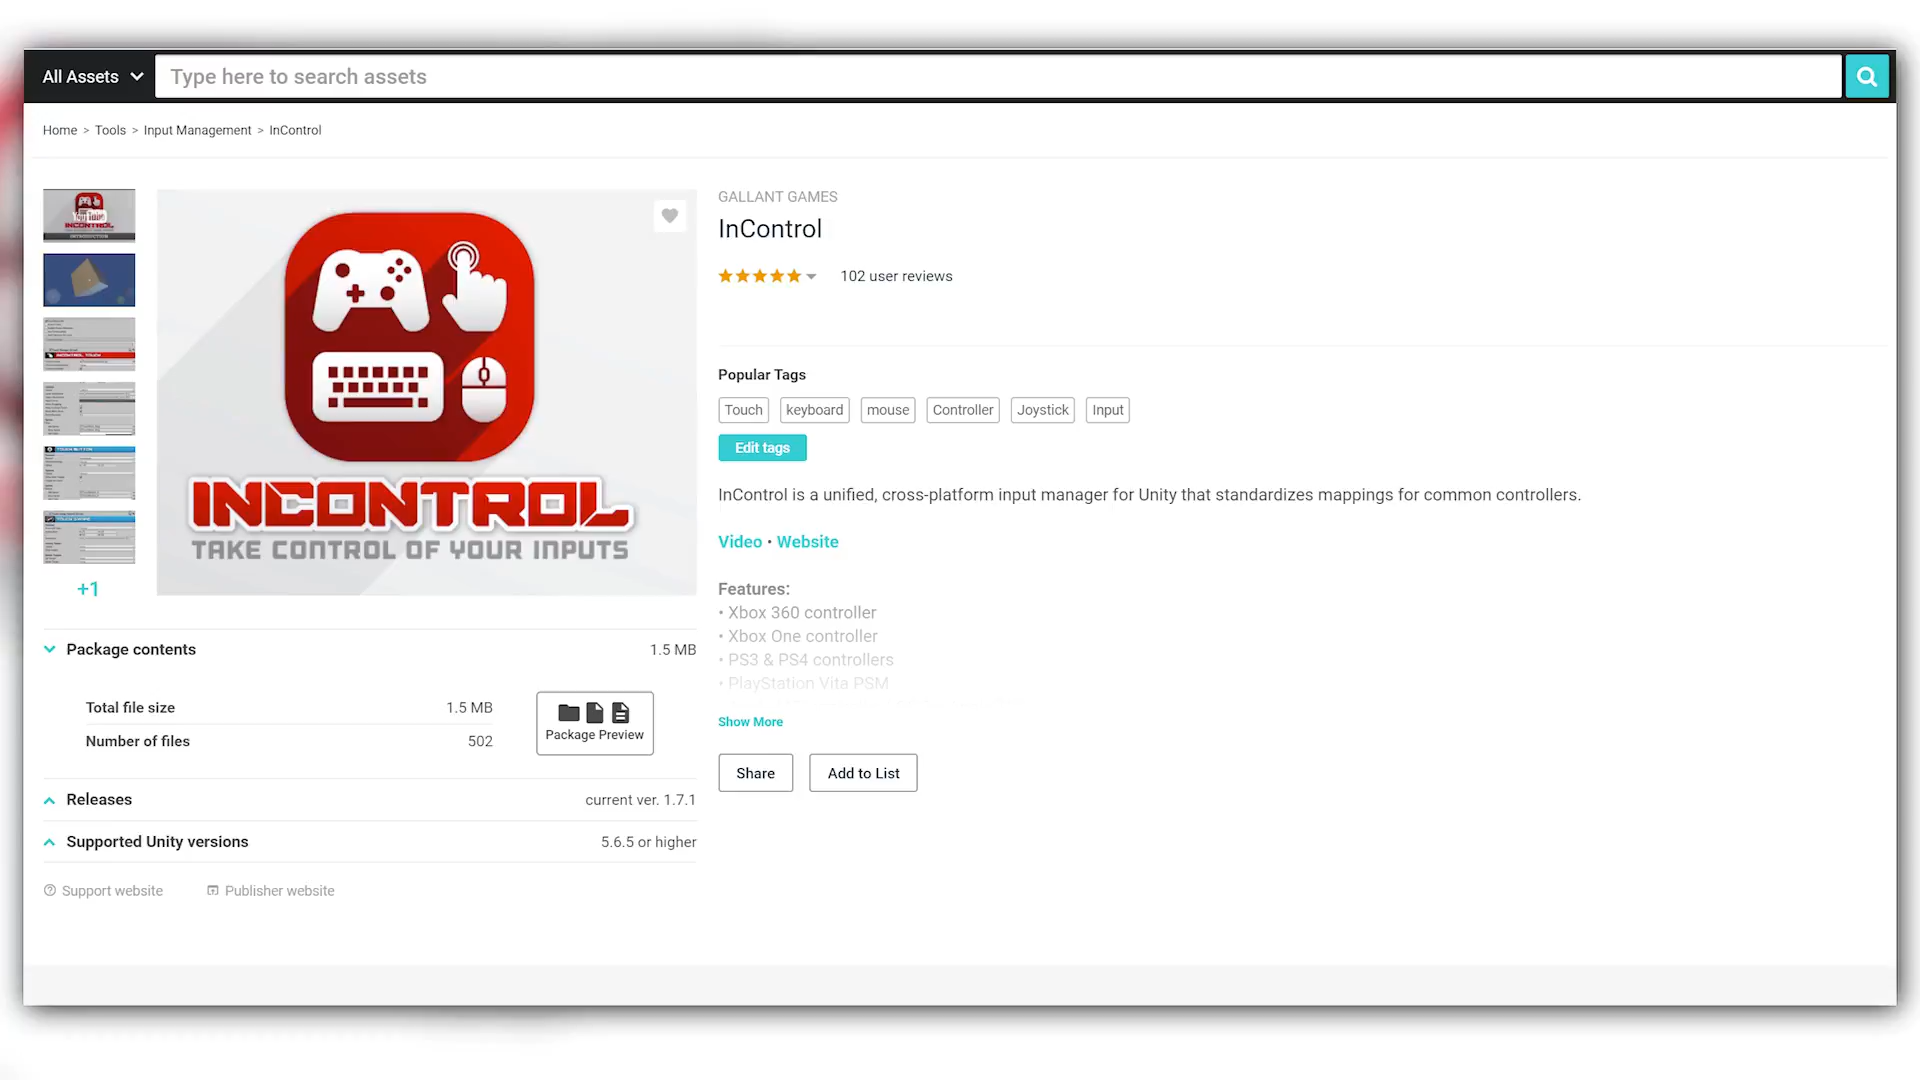 All Assets
Type here to search assets
Home > Tools > Input Management > InControl
GALLANT GAMES
InControl
102 user reviews
INCONTROL
TAKE CONTROL OF YOUR INPUTS
+1
Popular Tags
Touch keyboard mouse Controller Joystick Input
Edit tags
InControl is a unified, cross-platform input manager for Unity that standardizes mappings for common controllers.
Video • Website
Features:
• Xbox 360 controller
• Xbox One controller
• PS3 & PS4 controllers
• PlayStation Vita PSM
Show More
Share Add to List
Package contents 1.5 MB
Total file size 1.5 MB
Number of files 502
Package Preview
Releases current ver. 1.7.1
Supported Unity versions 5.6.5 or higher
Support website Publisher website